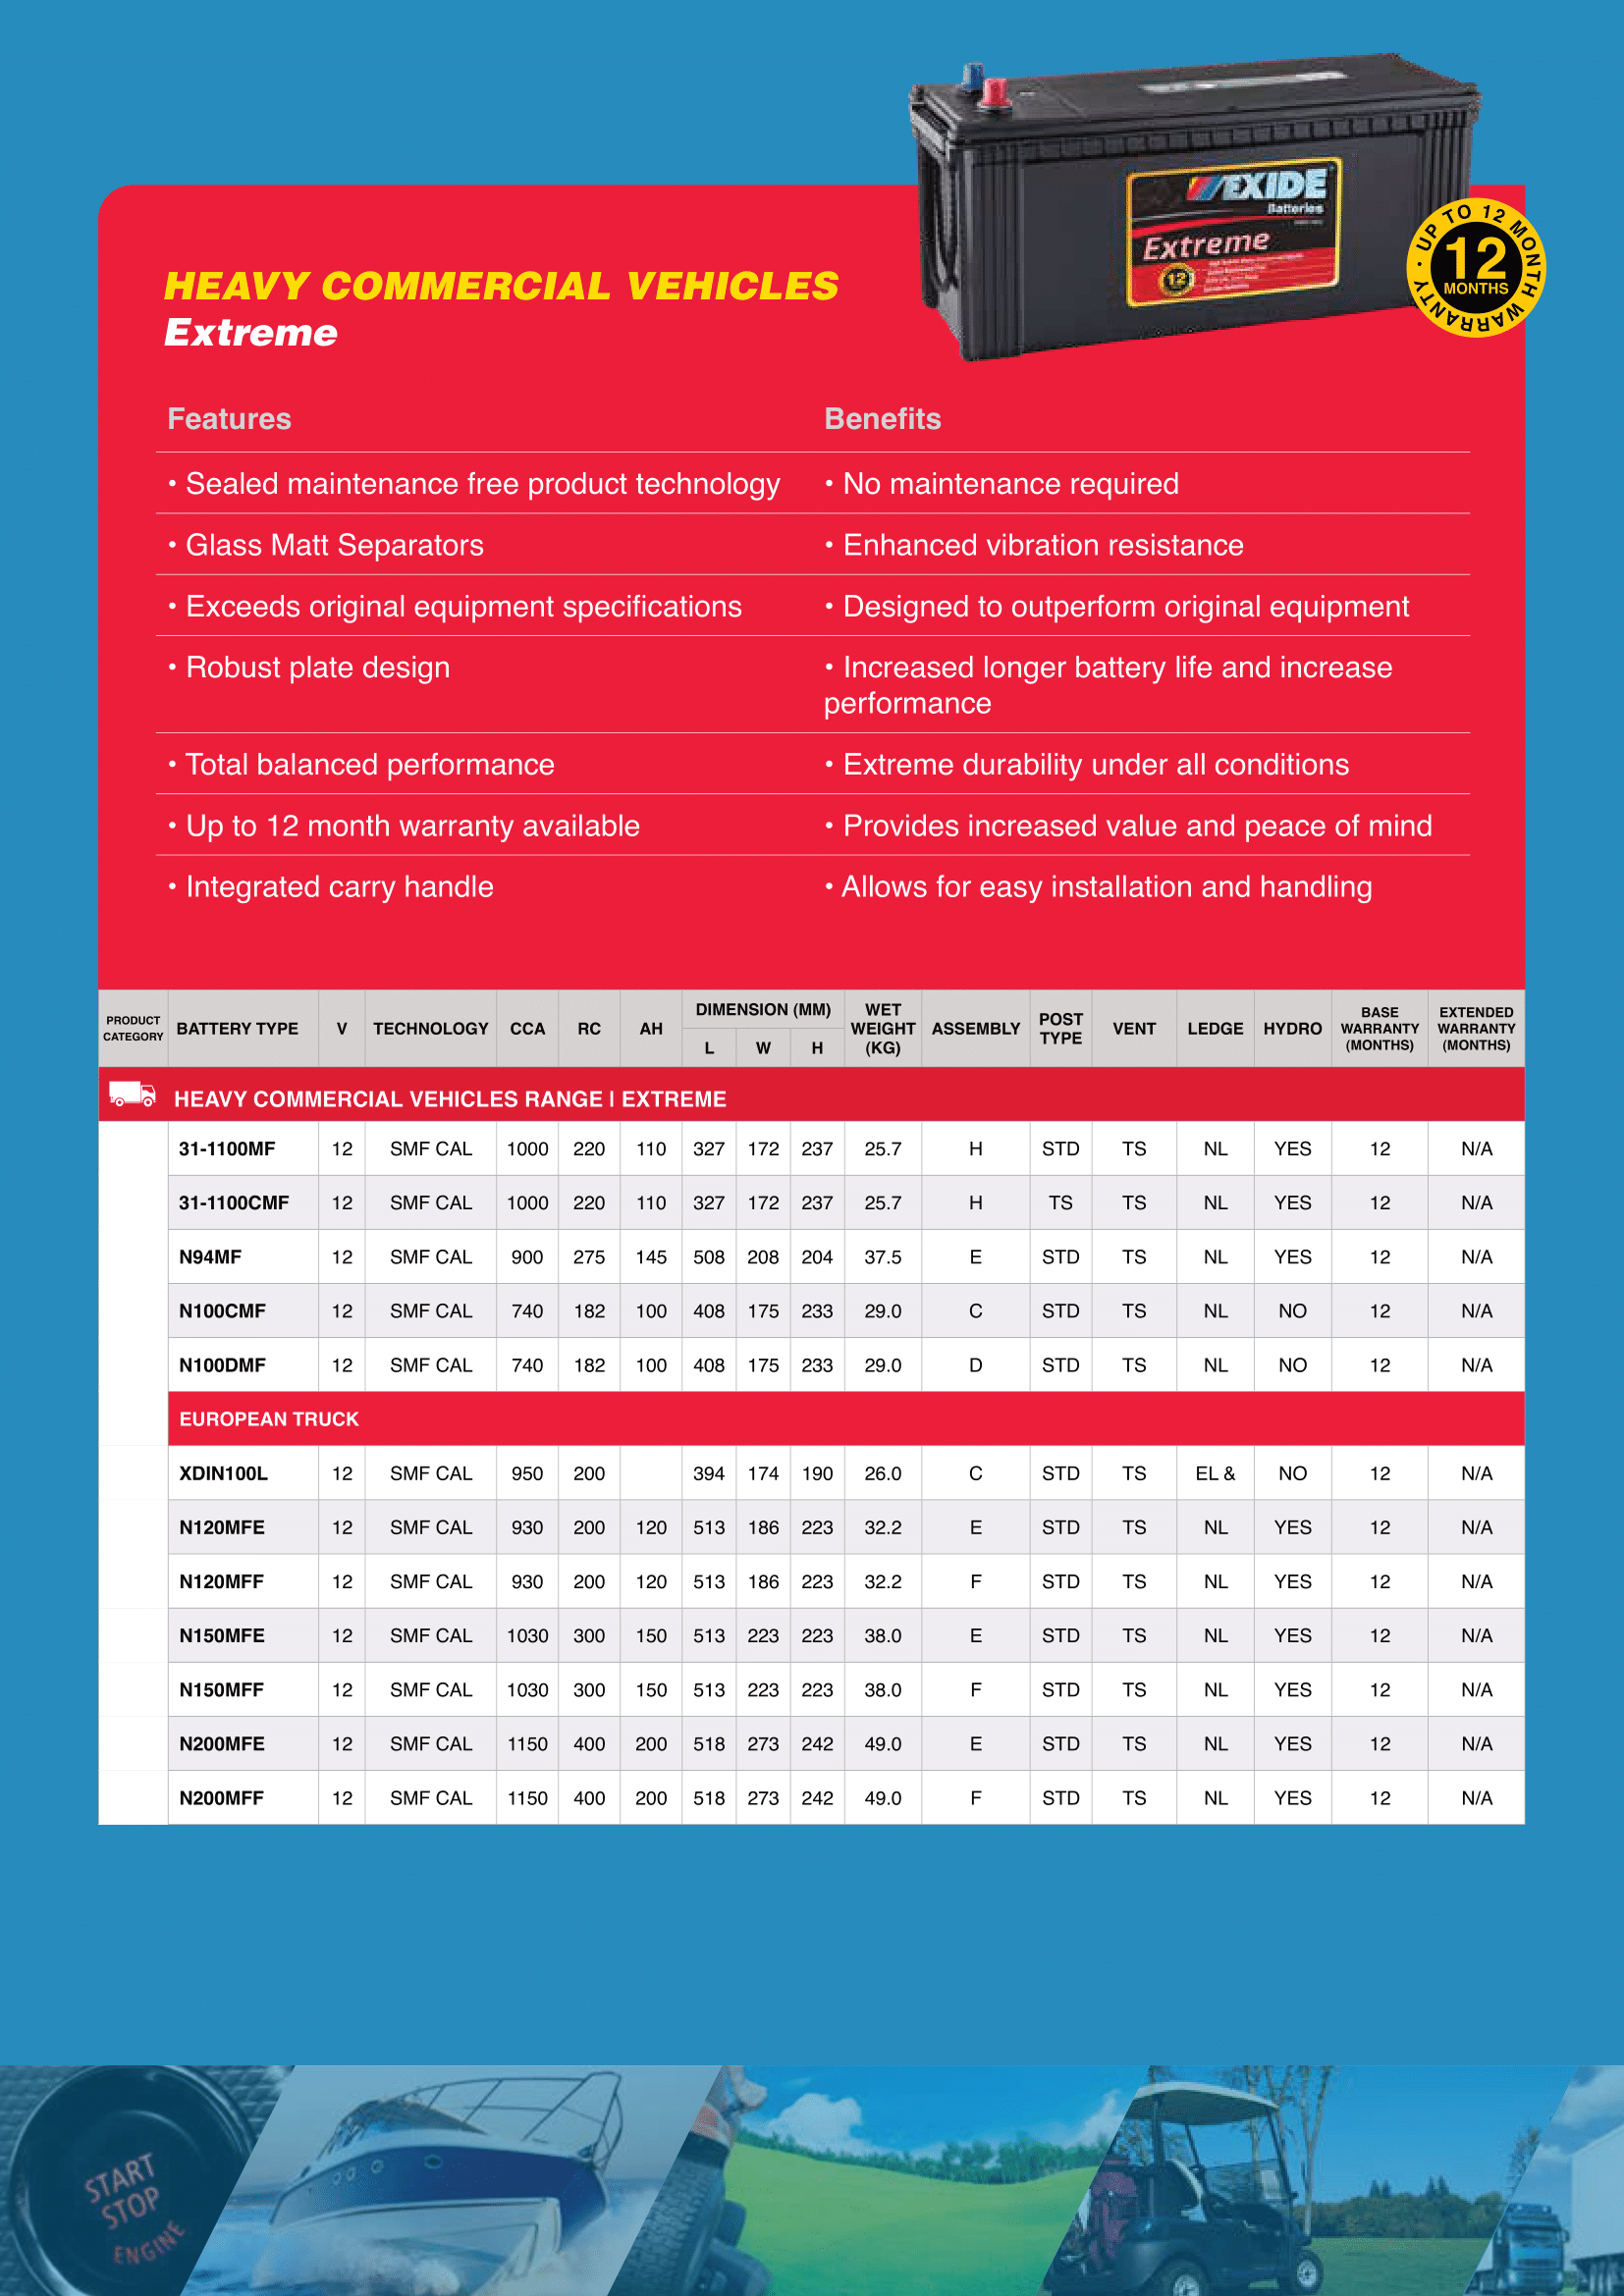 EXIDE
Batteries
Extreme
12
UP TO 12 MONTH WARRANTY
12
MONTHS
HEAVY COMMERCIAL VEHICLES
Extreme
Features Benefits
• Sealed maintenance free product technology • No maintenance required
• Glass Matt Separators • Enhanced vibration resistance
• Exceeds original equipment specifications • Designed to outperform original equipment
• Robust plate design • Increased longer battery life and increase
performance
• Total balanced performance • Extreme durability under all conditions
• Up to 12 month warranty available • Provides increased value and peace of mind
• Integrated carry handle • Allows for easy installation and handling
PRODUCT CATEGORY BATTERY TYPE V TECHNOLOGY CCA RC AH DIMENSION (MM) L W H WET WEIGHT (KG) ASSEMBLY POST TYPE VENT LEDGE HYDRO BASE WARRANTY (MONTHS) EXTENDED WARRANTY (MONTHS)
HEAVY COMMERCIAL VEHICLES RANGE | EXTREME
31-1100MF 12 SMF CAL 1000 220 110 327 172 237 25.7 H STD TS NL YES 12 N/A
31-1100CMF 12 SMF CAL 1000 220 110 327 172 237 25.7 H TS TS NL YES 12 N/A
N94MF 12 SMF CAL 900 275 145 508 208 204 37.5 E STD TS NL YES 12 N/A
N100CMF 12 SMF CAL 740 182 100 408 175 233 29.0 C STD TS NL NO 12 N/A
N100DMF 12 SMF CAL 740 182 100 408 175 233 29.0 D STD TS NL NO 12 N/A
EUROPEAN TRUCK
XDIN100L 12 SMF CAL 950 200 394 174 190 26.0 C STD TS EL & NO 12 N/A
N120MFE 12 SMF CAL 930 200 120 513 186 223 32.2 E STD TS NL YES 12 N/A
N120MFF 12 SMF CAL 930 200 120 513 186 223 32.2 F STD TS NL YES 12 N/A
N150MFE 12 SMF CAL 1030 300 150 513 223 223 38.0 E STD TS NL YES 12 N/A
N150MFF 12 SMF CAL 1030 300 150 513 223 223 38.0 F STD TS NL YES 12 N/A
N200MFE 12 SMF CAL 1150 400 200 518 273 242 49.0 E STD TS NL YES 12 N/A
N200MFF 12 SMF CAL 1150 400 200 518 273 242 49.0 F STD TS NL YES 12 N/A
START
STOP
ENGINE